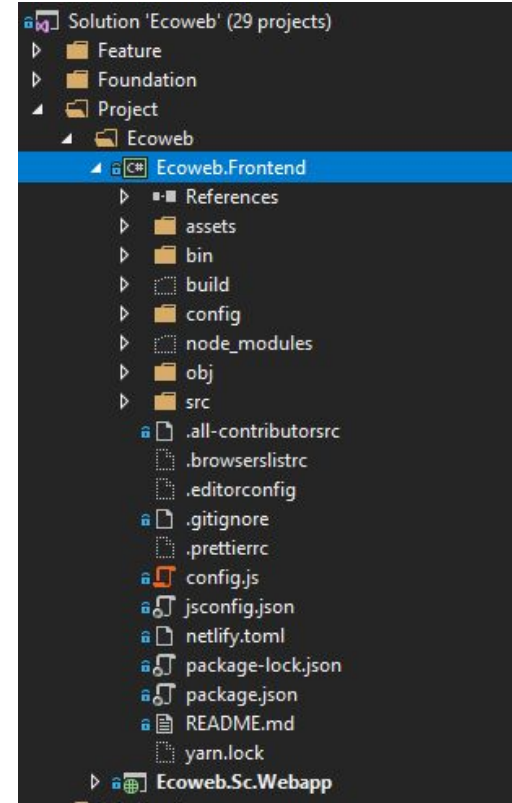 Solution 'Ecoweb' (29 projects)
Feature
Foundation
Project
Ecoweb
C# Ecoweb.Frontend
References
assets
bin
build
config
node_modules
obj
src
.all-contributorsrc
.browserslistrc
.editorconfig
.gitignore
.prettierrc
config.js
jsconfig.json
netlify.toml
package-lock.json
package.json
README.md
yarn.lock
Ecoweb.Sc.Webapp